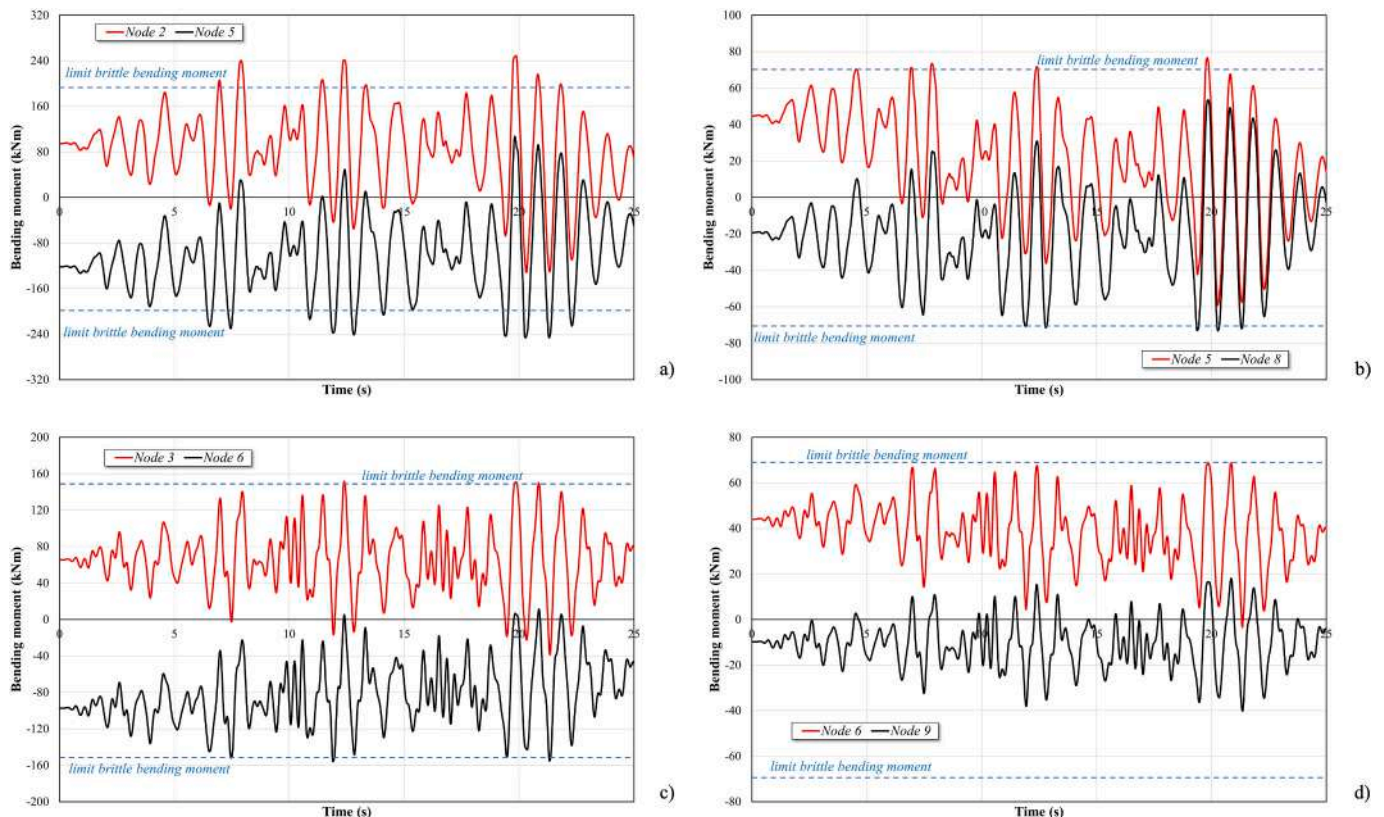 320
240
160
80
0
-80
-160
-240
-320
Bending moment (kNm)
Node 2 Node 5
limit brittle bending moment
limit brittle bending moment
0 5 10 15 20 25
Time (s)
a)
100
80
60
40
20
0
-20
-40
-60
-80
-100
Bending moment (kNm)
limit brittle bending moment
limit brittle bending moment
Node 5 Node 8
0 5 10 15 20 25
Time (s)
b)
200
160
120
80
40
0
-40
-80
-120
-160
-200
Bending moment (kNm)
Node 3 Node 6
limit brittle bending moment
limit brittle bending moment
0 5 10 15 20 25
Time (s)
c)
80
60
40
20
0
-20
-40
-60
-80
Bending moment (kNm)
limit brittle bending moment
Node 6 Node 9
limit brittle bending moment
0 5 10 15 20 25
Time (s)
d)